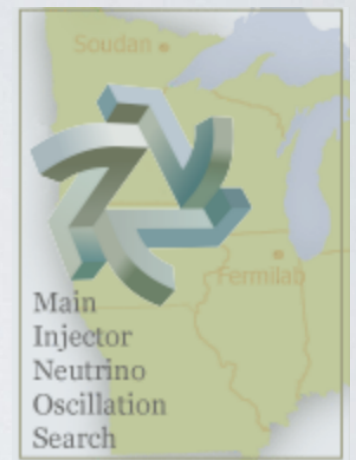 Soudan
Fermilab
Main
Injector
Neutrino
Oscillation
Search